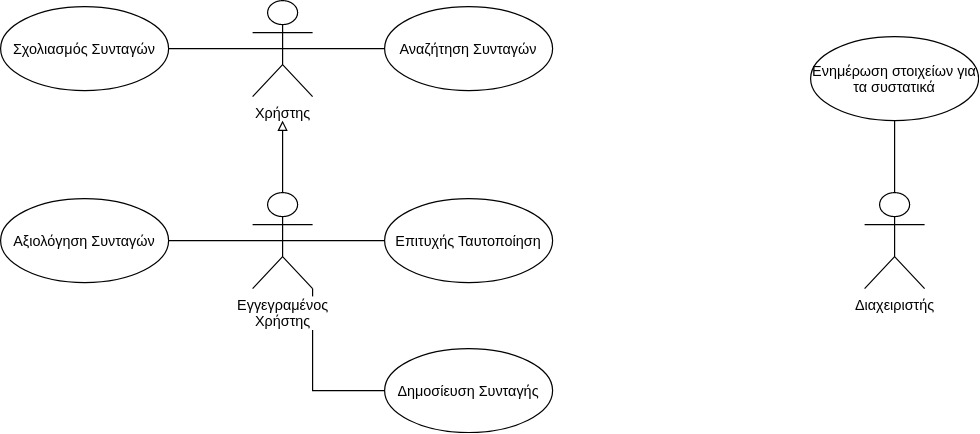 Σχολιασμός Συνταγών
Αναζήτηση Συνταγών
Ενημέρωση στοιχείων για
τα συστατικά
Χρήστης
Αξιολόγηση Συνταγών
Επιτυχής Ταυτοποίηση
Εγγεγραμένος
Χρήστης
Διαχειριστής
Δημοσίευση Συνταγής